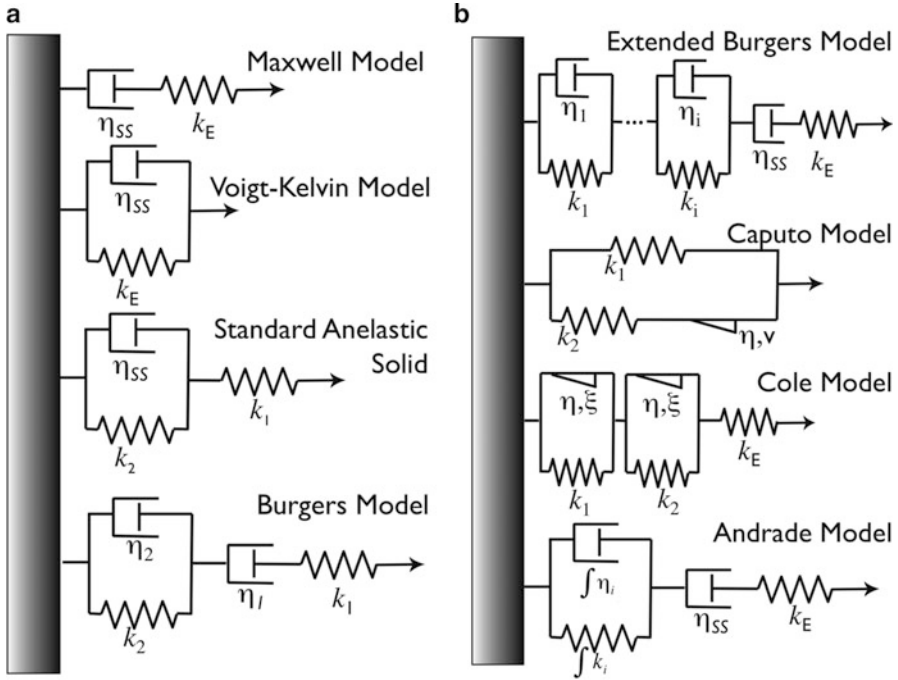 a
Maxwell Model
ηSS
kE
Voigt-Kelvin Model
ηSS
kE
Standard Anelastic
Solid
ηSS
k1
k2
Burgers Model
η2
η1
k1
k2
b
Extended Burgers Model
η1
ηi
...
ηSS
kE
k1
ki
Caputo Model
k1
k2
η,v
Cole Model
η,ξ
η,ξ
kE
k1
k2
Andrade Model
∫ηi
ηSS
kE
∫ki